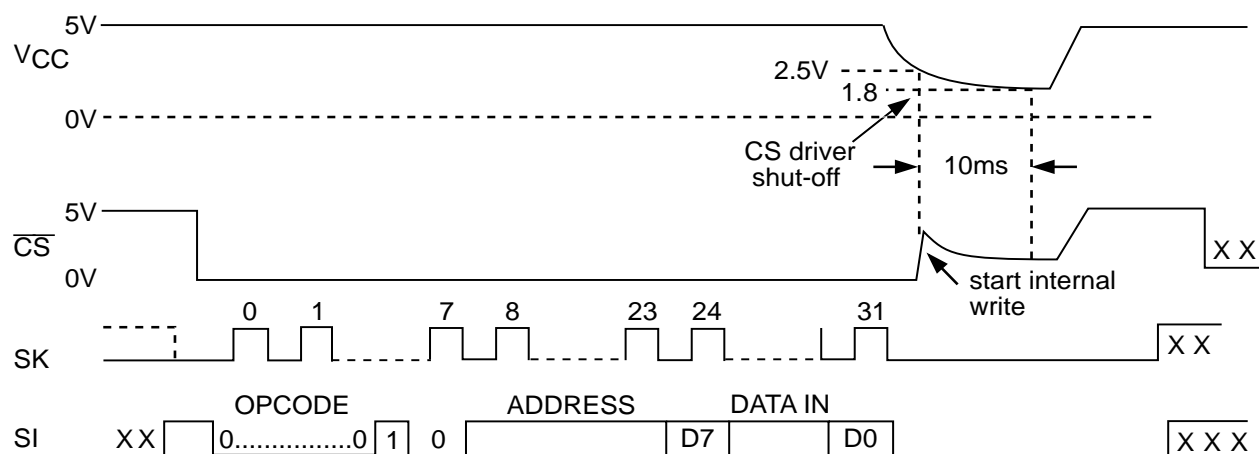 5V
VCC
2.5V
1.8
0V
CS driver
shut-off
10ms
5V
CS
0V
X X
start internal
write
0 1 7 8 23 24 31
SK
X X
OPCODE ADDRESS DATA IN
SI X X 0................0 1 0 D7 D0 X X X